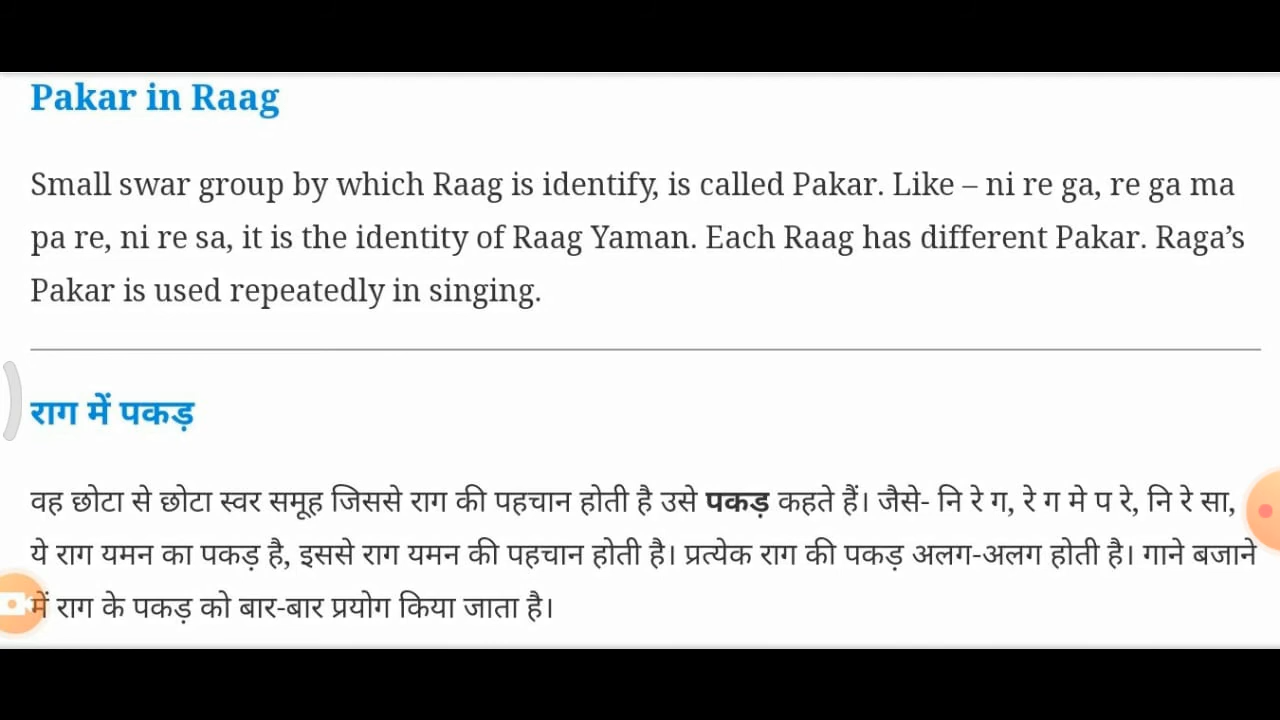 Pakar in Raag
Small swar group by which Raag is identify, is called Pakar. Like – ni re ga, re ga ma
pa re, ni re sa, it is the identity of Raag Yaman. Each Raag has different Pakar. Raga’s
Pakar is used repeatedly in singing.
राग में पकड़
वह छोटा से छोटा स्वर समूह जिससे राग की पहचान होती है उसे पकड़ कहते हैं। जैसे- नि रे ग, रे ग मे प रे, नि रे सा,
ये राग यमन का पकड़ है, इससे राग यमन की पहचान होती है। प्रत्येक राग की पकड़ अलग-अलग होती है। गाने बजाने
में राग के पकड़ को बार-बार प्रयोग किया जाता है।